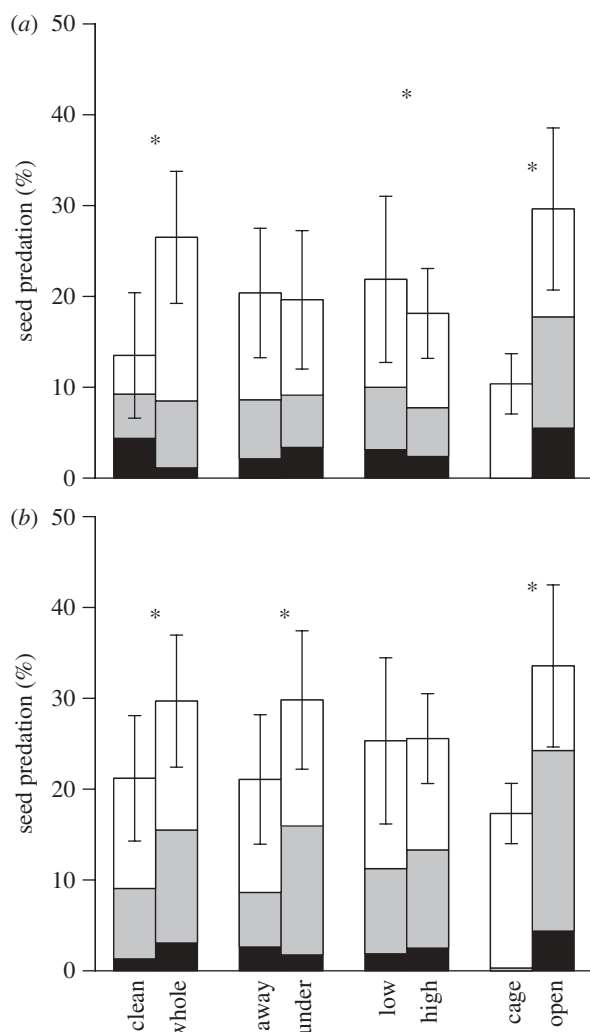 (a)
50
40
30
20
10
0
seed predation (%)
*
*
*
(b)
50
40
30
20
10
0
seed predation (%)
*
*
*
clean
whole
away
under
low
high
cage
open